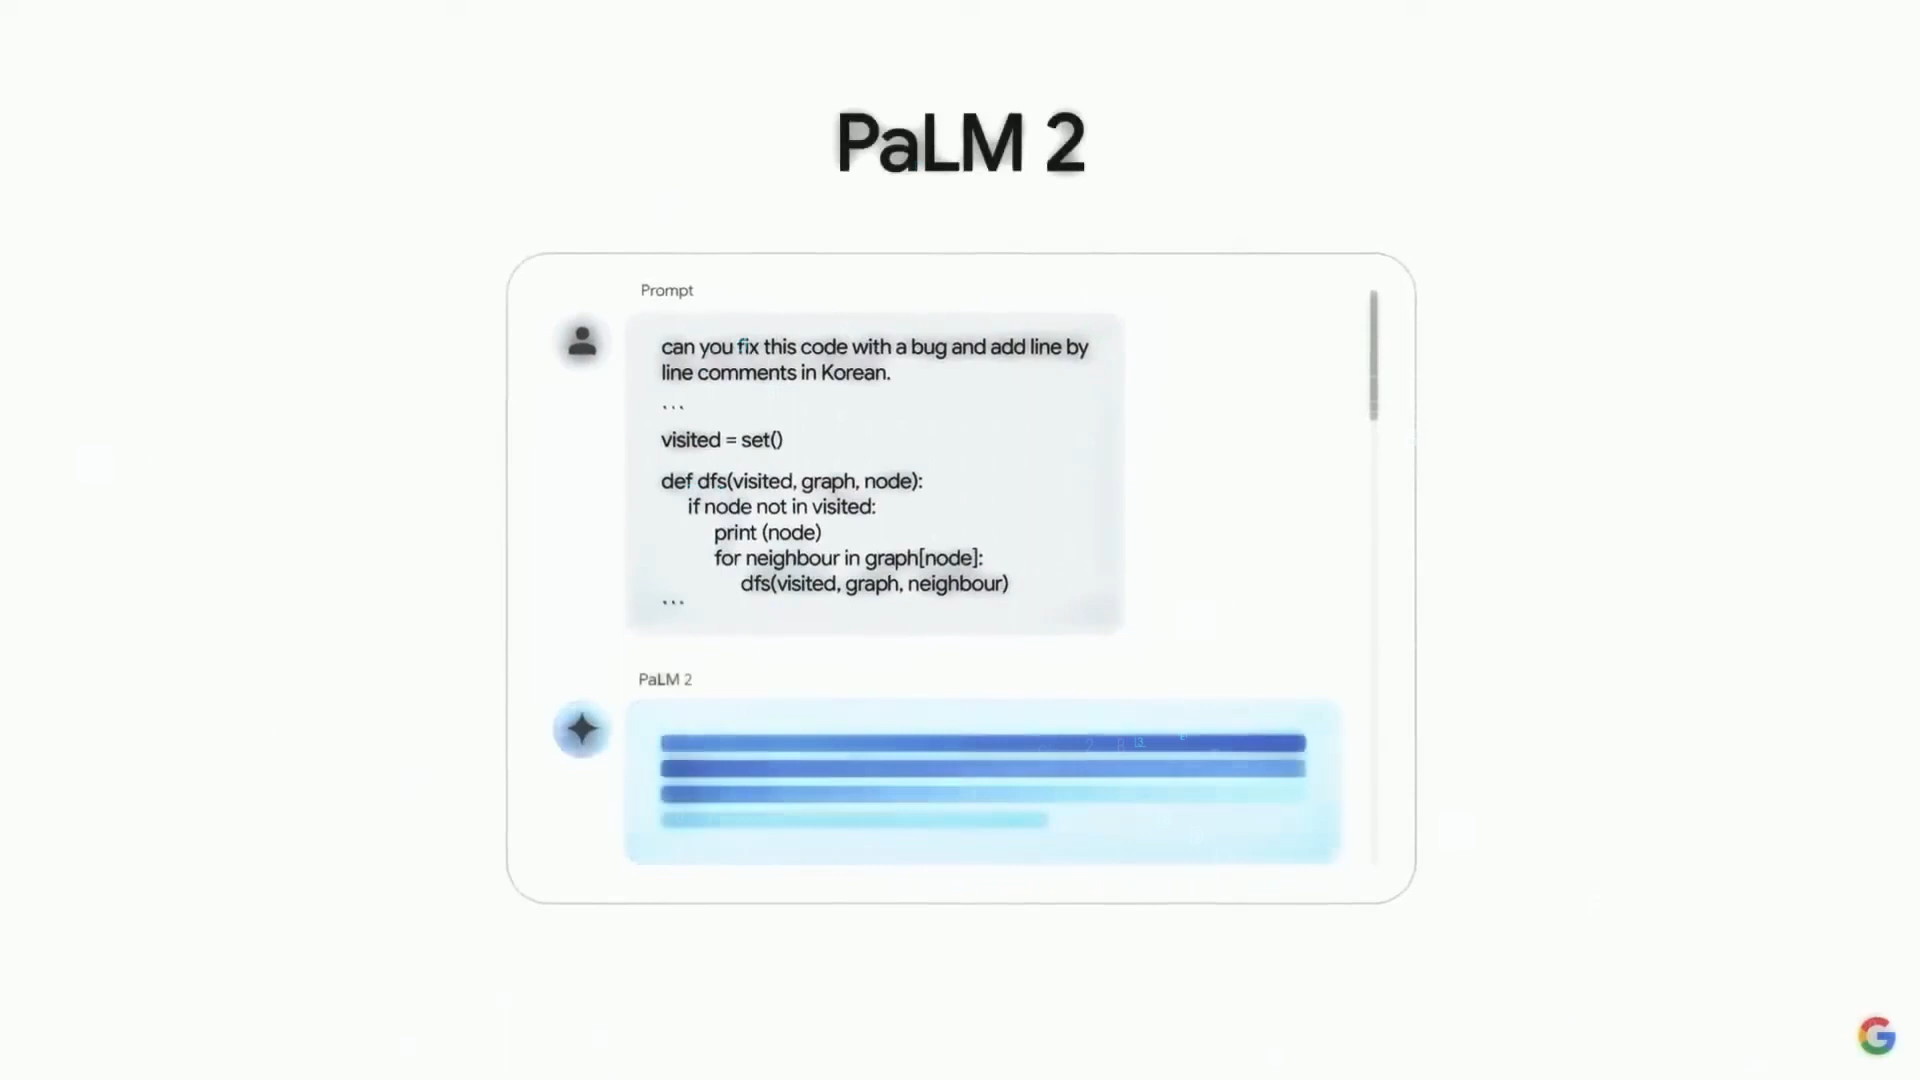 PaLM 2
Prompt
can you fix this code with a bug and add line by
line comments in Korean.
```
visited = set()
def dfs(visited, graph, node):
if node not in visited:
print (node)
for neighbour in graph[node]:
dfs(visited, graph, neighbour)
```
PaLM 2